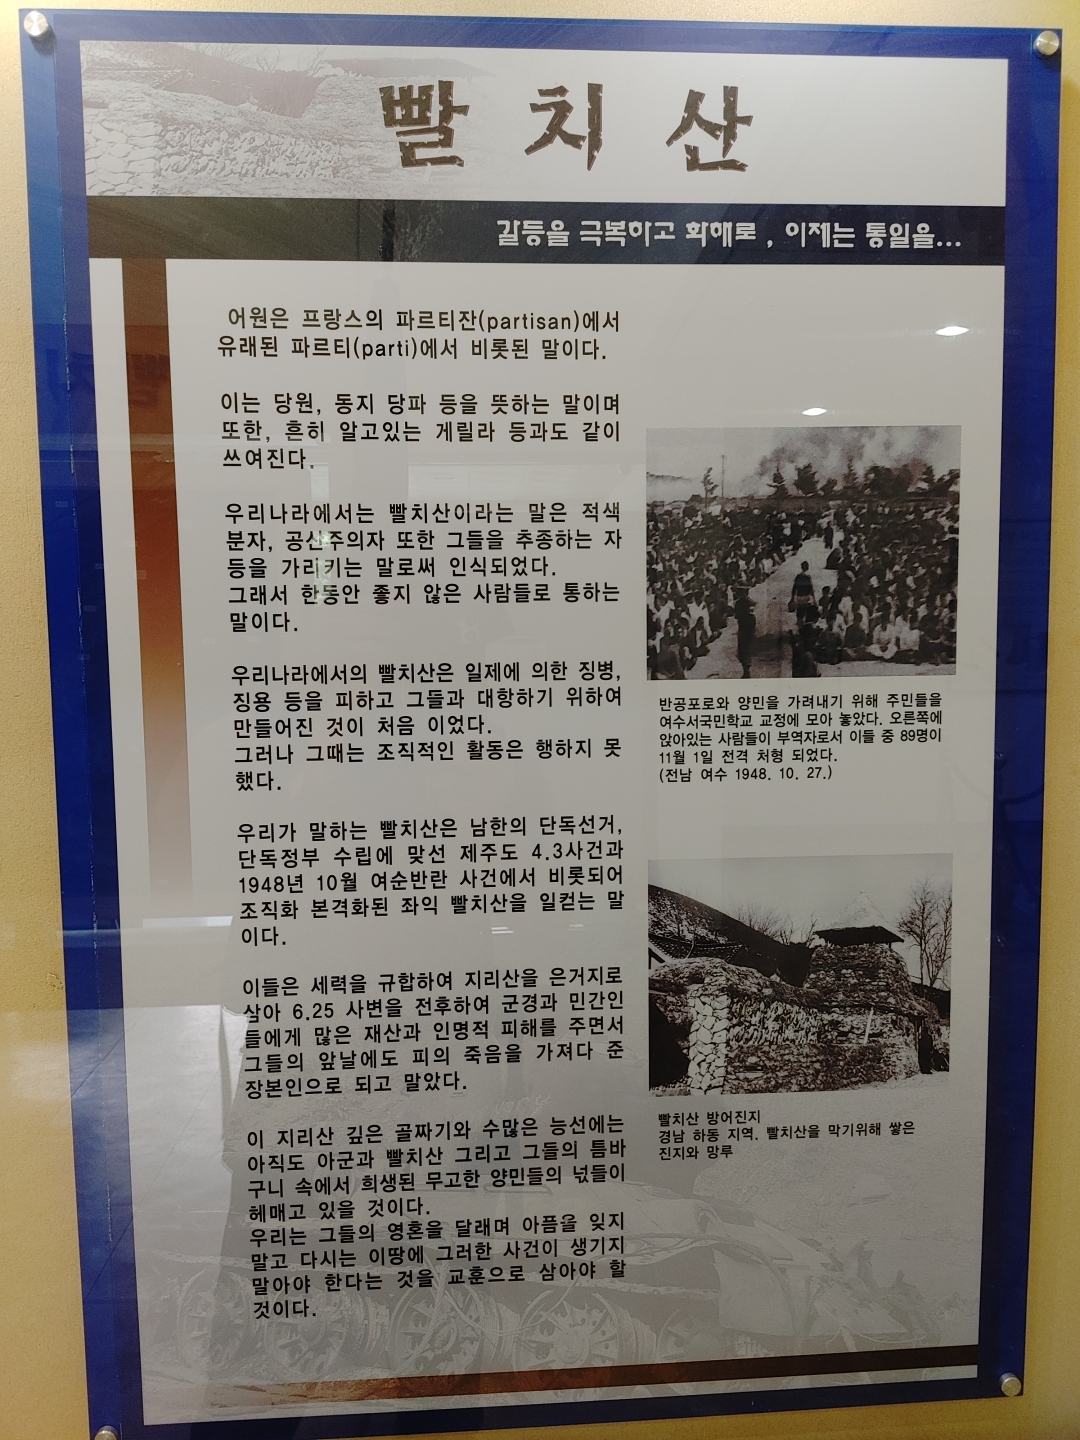 빨치산
갈등을 극복하고 화해로 , 이제는 통일을...
어원은 프랑스의 파르티잔(partisan)에서
유래된 파르티(parti)에서 비롯된 말이다.
이는 당원, 동지 당파 등을 뜻하는 말이며
또한, 흔히 알고있는 게릴라 등과도 같이
쓰여진다.
우리나라에서는 빨치산이라는 말은 적색
분자, 공산주의자 또한 그들을 추종하는 자
등을 가리키는 말로써 인식되었다.
그래서 한동안 좋지 않은 사람들로 통하는
말이다.
우리나라에서의 빨치산은 일제에 의한 징병,
징용 등을 피하고 그들과 대항하기 위하여
만들어진 것이 처음 이었다.
그러나 그때는 조직적인 활동은 행하지 못
했다.
우리가 말하는 빨치산은 남한의 단독선거,
단독정부 수립에 맞선 제주도 4.3사건과
1948년 10월 여순반란 사건에서 비롯되어
조직화 본격화된 좌익 빨치산을 일컫는 말
이다.
이들은 세력을 규합하여 지리산을 은거지로
삼아 6.25 사변을 전후하여 군경과 민간인
들에게 많은 재산과 인명적 피해를 주면서
그들의 앞날에도 피의 죽음을 가져다 준
장본인으로 되고 말았다.
이 지리산 깊은 골짜기와 수많은 능선에는
아직도 아군과 빨치산 그리고 그들의 틈바
구니 속에서 희생된 무고한 양민들의 넋들이
헤매고 있을 것이다.
우리는 그들의 영혼을 달래며 아픔을 잊지
말고 다시는 이땅에 그러한 사건이 생기지
말아야 한다는 것을 교훈으로 삼아야 할
것이다.
반공포로와 양민을 가려내기 위해 주민들을
여수서국민학교 교정에 모아 놓았다. 오른쪽에
앉아있는 사람들이 부역자로서 이들 중 89명이
11월 1일 전격 처형 되었다.
(전남 여수 1948. 10. 27.)
빨치산 방어진지
경남 하동 지역. 빨치산을 막기위해 쌓은
진지와 망루